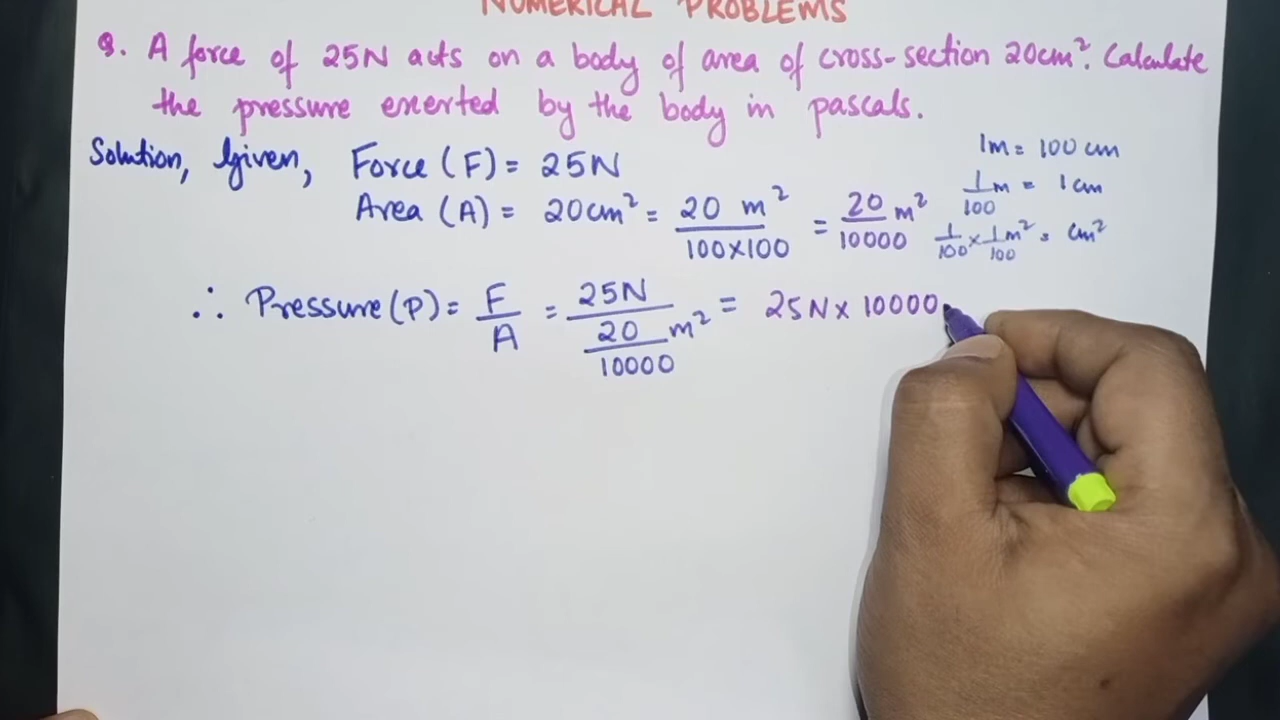 NUMERICAL PROBLEMS
Q. A force of 25N acts on a body of area of cross-section 20cm². Calculate
the pressure exerted by the body in pascals.
Solution, Given, Force (F) = 25N
1m = 100 cm
1/100 m = 1 cm
Area (A) = 20cm² = 20 m²/100×100 = 20/10000 m²
1/100 × 1/100 m² = cm²
∴ Pressure (P) = F/A = 25N/(20/10000 m²) = 25N × 10000